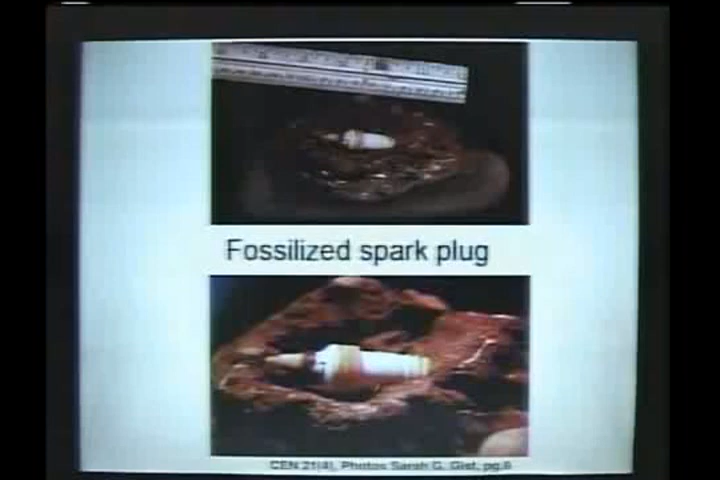 Fossilized spark plug
CEN 21(4), Photos Sarah G. Gist, pg.6